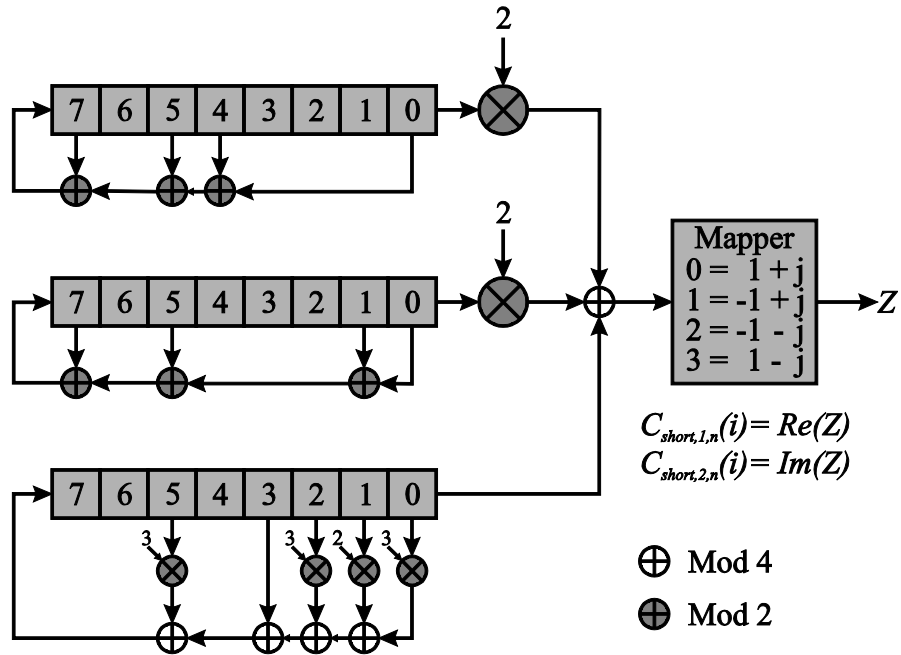 2
7 6 5 4 3 2 1 0
2
7 6 5 4 3 2 1 0
Mapper
0 = 1 + j
1 = -1 + j
2 = -1 - j
3 = 1 - j
Z
C_short,1,n(i) = Re(Z)
C_short,2,n(i) = Im(Z)
7 6 5 4 3 2 1 0
3 3 2 3
Mod 4
Mod 2